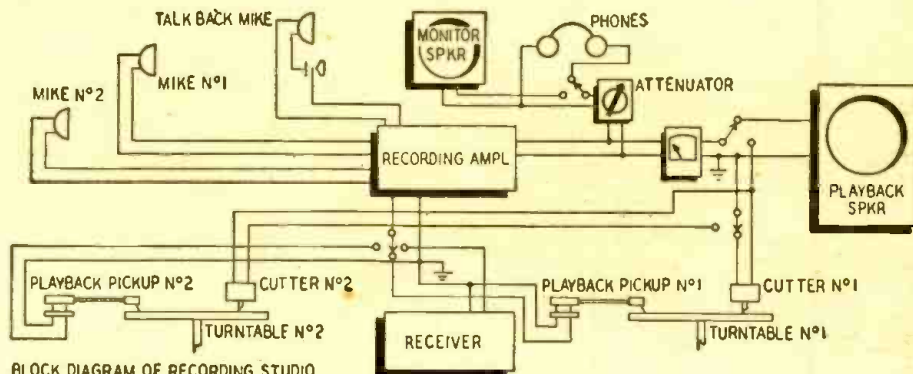 TALK BACK MIKE
MONITOR
SPKR
PHONES
MIKE Nº1
MIKE Nº2
ATTENUATOR
RECORDING AMPL
PLAYBACK
SPKR
PLAYBACK PICKUP Nº2
CUTTER Nº2
PLAYBACK PICKUP Nº1
CUTTER Nº1
TURNTABLE Nº2
RECEIVER
TURNTABLE Nº1
BLOCK DIAGRAM OF RECORDING STUDIO